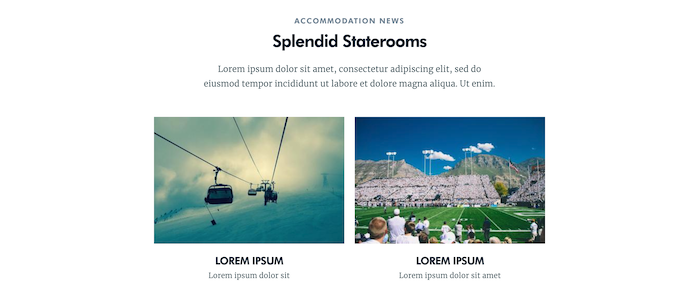 ACCOMMODATION NEWS
Splendid Staterooms
Lorem ipsum dolor sit amet, consectetur adipiscing elit, sed do
eiusmod tempor incididunt ut labore et dolore magna aliqua. Ut enim.
LOREM IPSUM
Lorem ipsum dolor sit
LOREM IPSUM
Lorem ipsum dolor sit amet